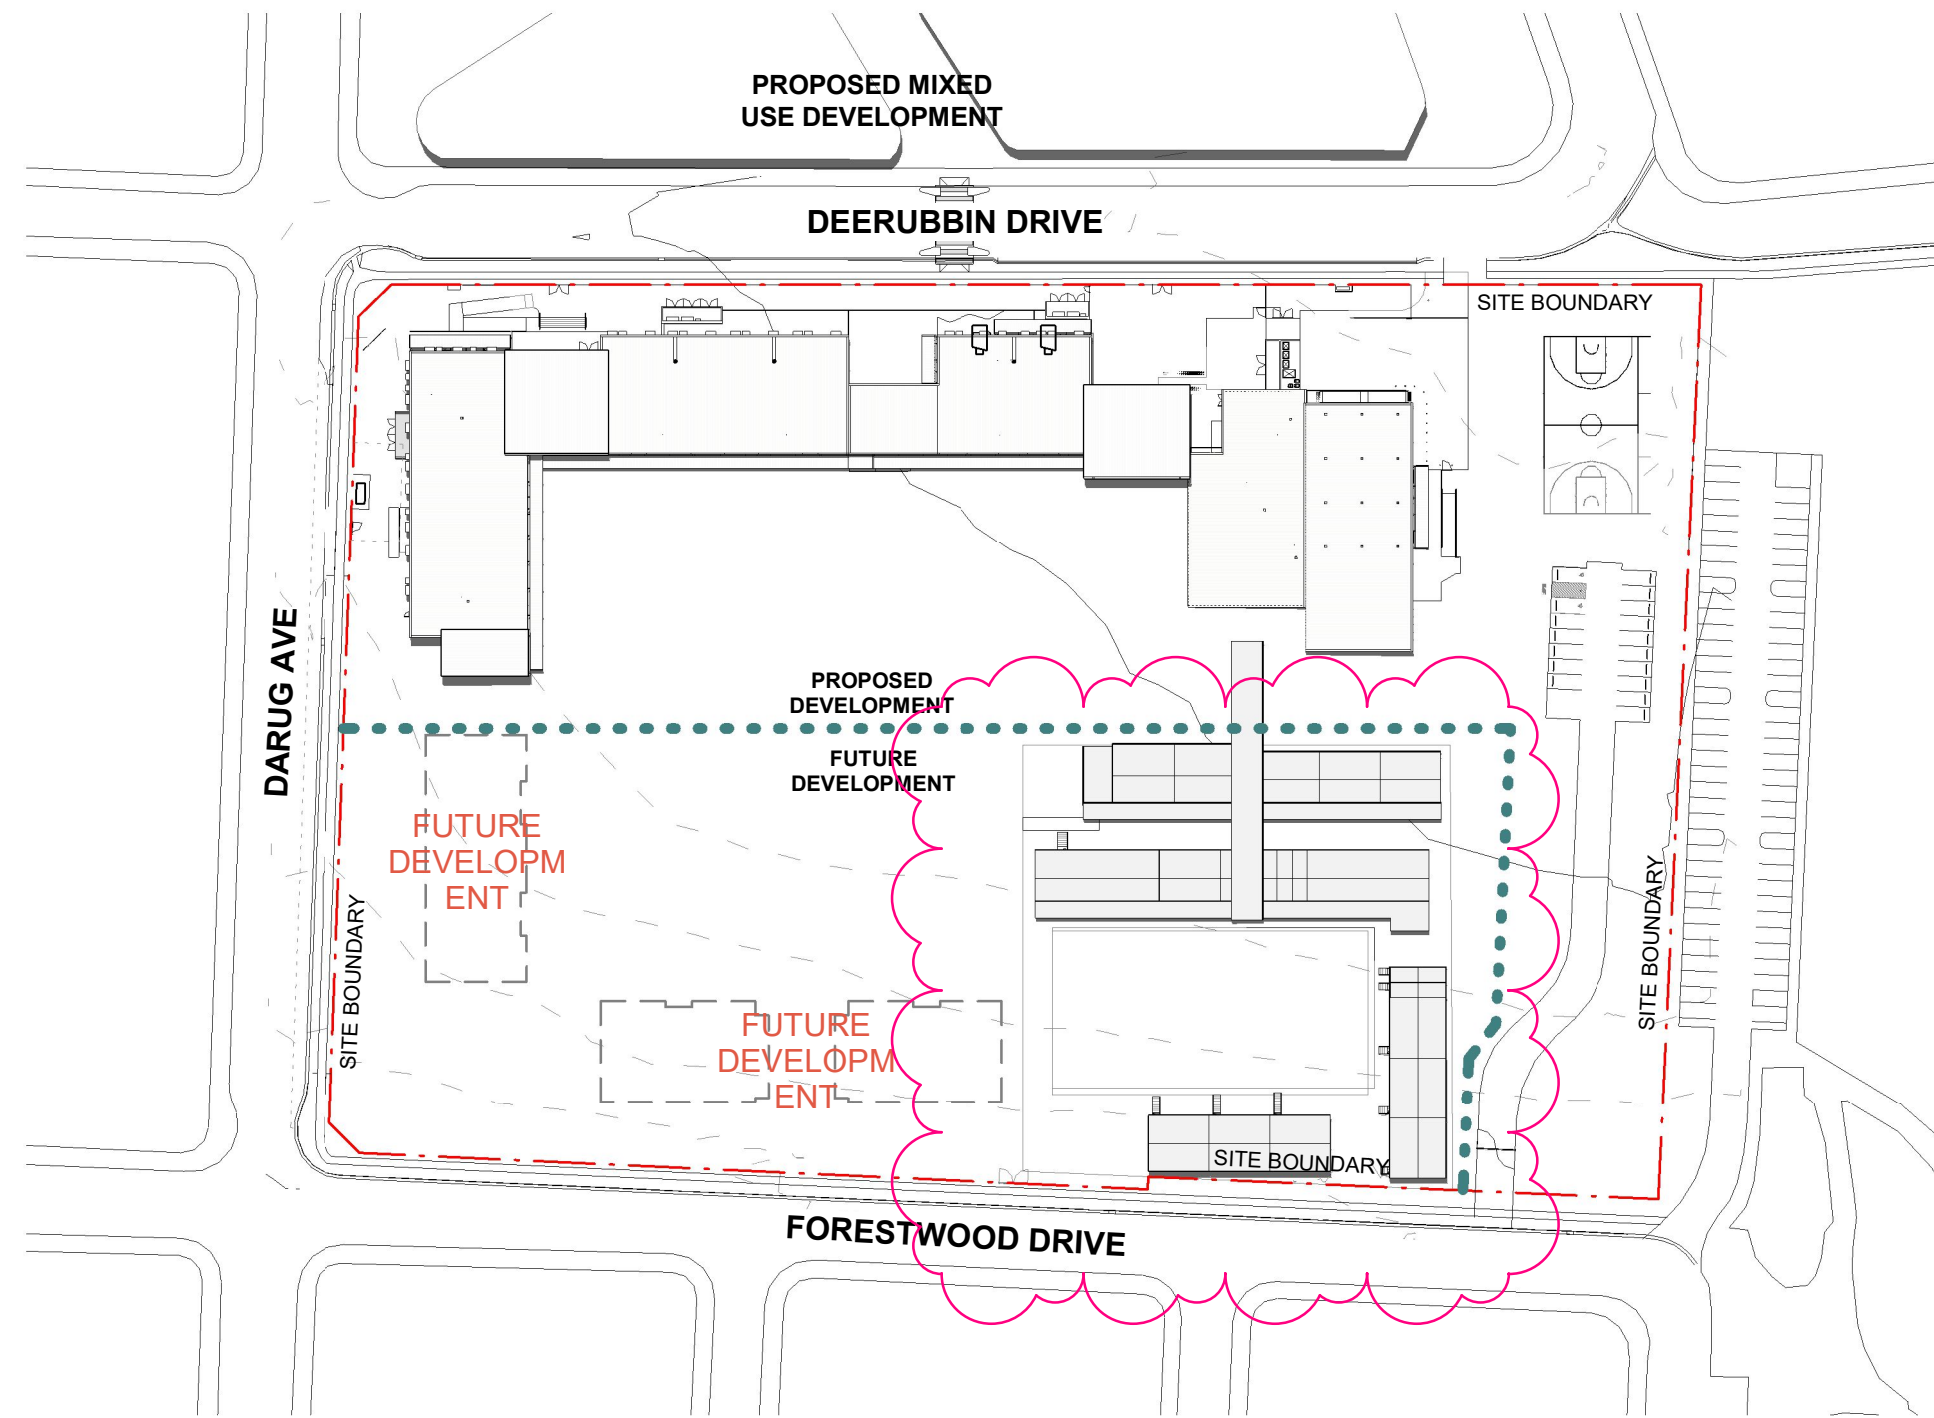 PROPOSED MIXED
USE DEVELOPMENT
DEERUBBIN DRIVE
SITE BOUNDARY
DARUG AVE
PROPOSED
DEVELOPMENT
FUTURE
DEVELOPMENT
FUTURE
DEVELOPM
ENT
SITE BOUNDARY
SITE BOUNDARY
FUTURE
DEVELOPM
ENT
SITE BOUNDARY
FORESTWOOD DRIVE